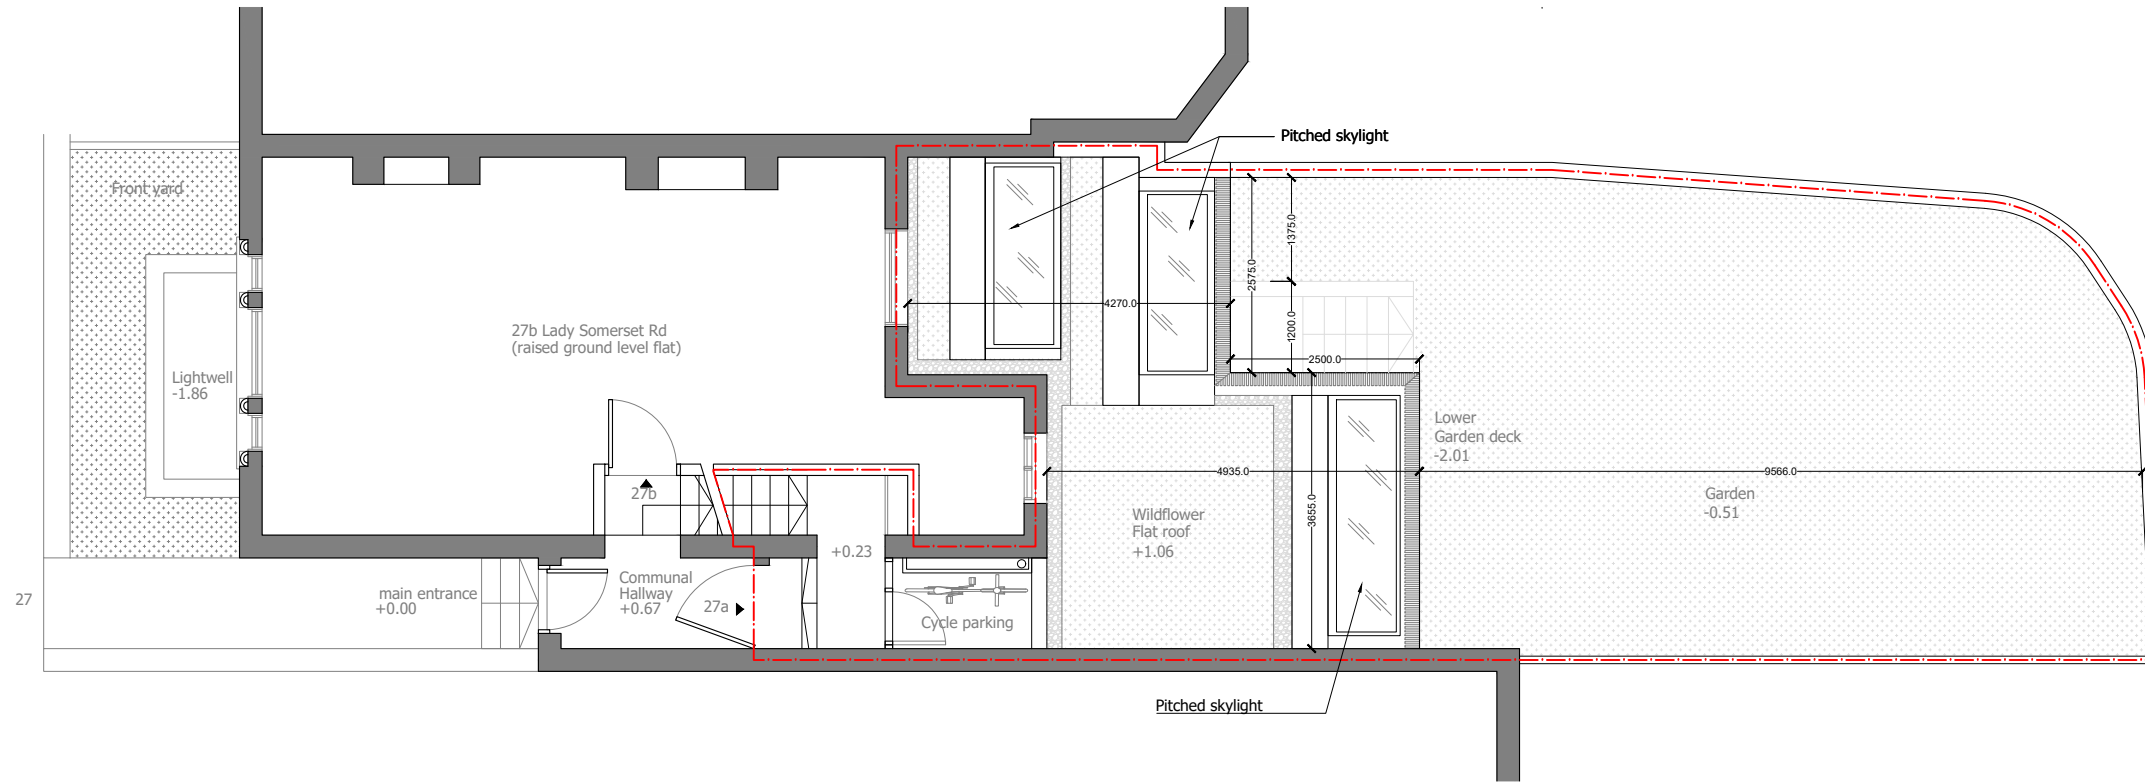 Pitched skylight
Front yard
1375.0
2575.0
4270.0
1200.0
27b Lady Somerset Rd
(raised ground level flat)
2500.0
Lightwell
-1.86
Lower
Garden deck
-2.01
4935.0
9566.0
27b
Garden
-0.51
3655.0
Wildflower
Flat roof
+1.06
+0.23
Communal
Hallway
+0.67
main entrance
+0.00
27
27a
Cycle parking
Pitched skylight